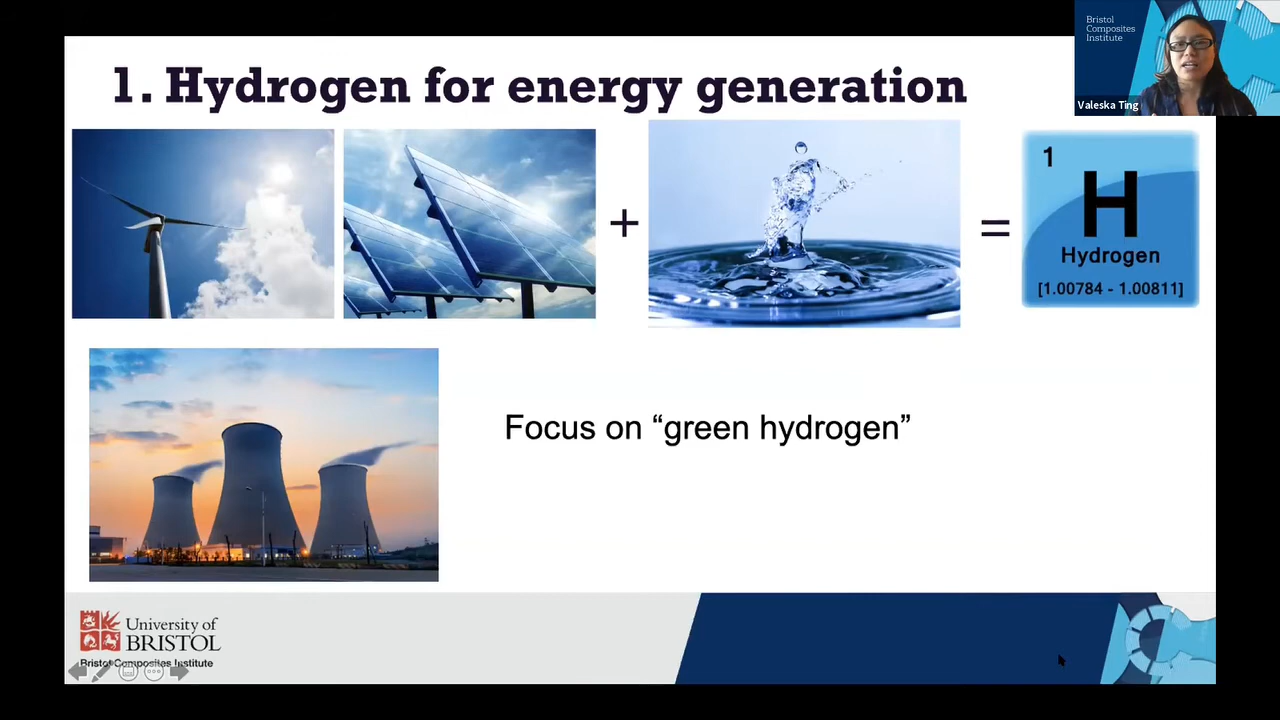 Bristol
Composites
Institute
Valeska Ting
1. Hydrogen for energy generation
+
=
1
H
Hydrogen
[1.00784 - 1.00811]
Focus on “green hydrogen”
University of
BRISTOL
Bristol Composites Institute